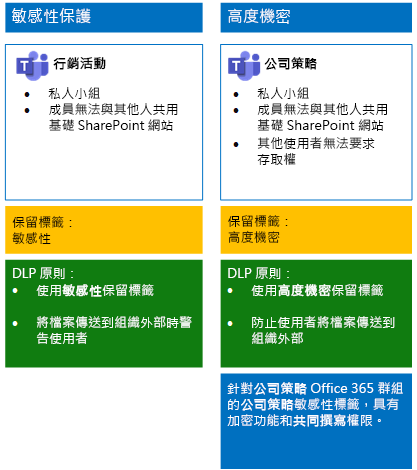 敏感性保護
行銷活動
• 私人小組
• 成員無法與其他人共用
基礎 SharePoint 網站
保留標籤：
敏感性
DLP 原則：
• 使用敏感性保留標籤
• 將檔案傳送到組織外部時警
告使用者
高度機密
公司策略
• 私人小組
• 成員無法與其他人共用
基礎 SharePoint 網站
• 其他使用者無法要求
存取權
保留標籤：
高度機密
DLP 原則：
• 使用高度機密保留標籤
• 防止使用者將檔案傳送到
組織外部
針對公司策略 Office 365 群組
的公司策略敏感性標籤，具有
加密功能和共同撰寫權限。